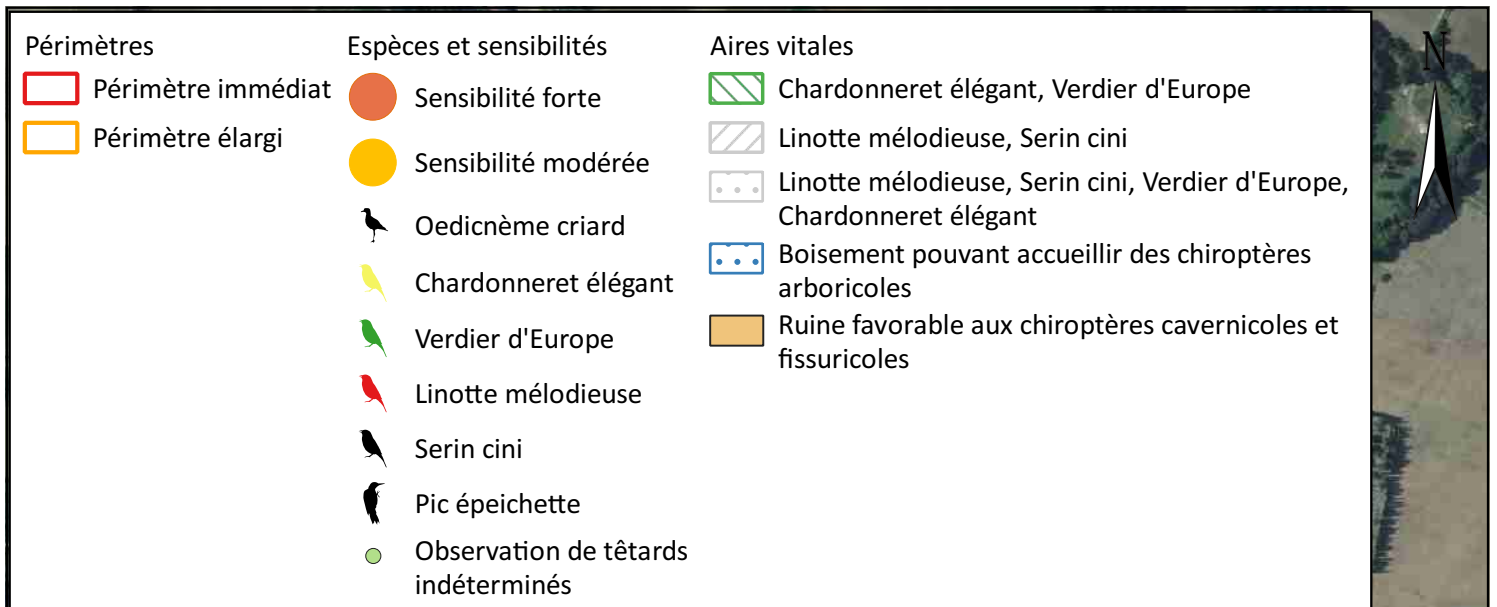 Périmètres
Périmètre immédiat
Périmètre élargi
Espèces et sensibilités
Sensibilité forte
Sensibilité modérée
Oedicnème criard
Chardonneret élégant
Verdier d'Europe
Linotte mélodieuse
Serin cini
Pic épeichette
Observation de têtards
indéterminés
Aires vitales
Chardonneret élégant, Verdier d'Europe
Linotte mélodieuse, Serin cini
Linotte mélodieuse, Serin cini, Verdier d'Europe,
Chardonneret élégant
Boisement pouvant accueillir des chiroptères
arboricoles
Ruine favorable aux chiroptères cavernicoles et
fissuricoles
N